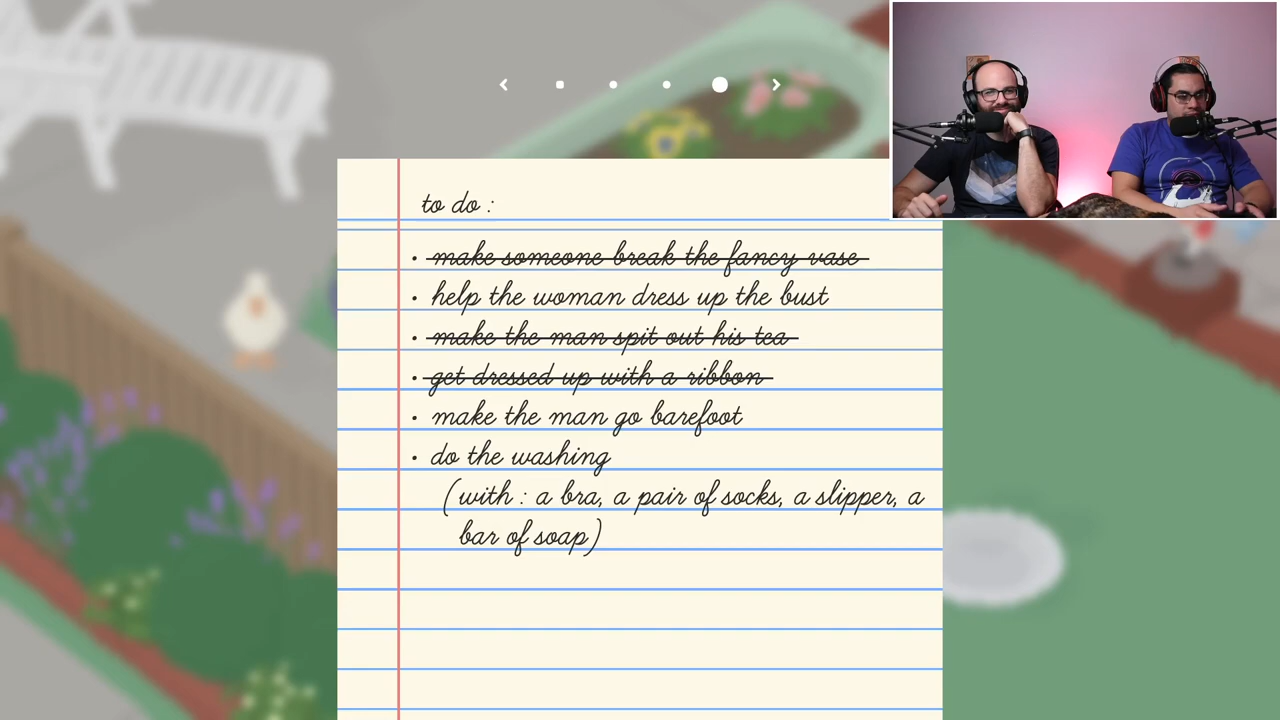 to do :
• make someone break the fancy vase
• help the woman dress up the bust
• make the man spit out his tea
• get dressed up with a ribbon
• make the man go barefoot
• do the washing
(with : a bra, a pair of socks, a slipper, a
bar of soap)